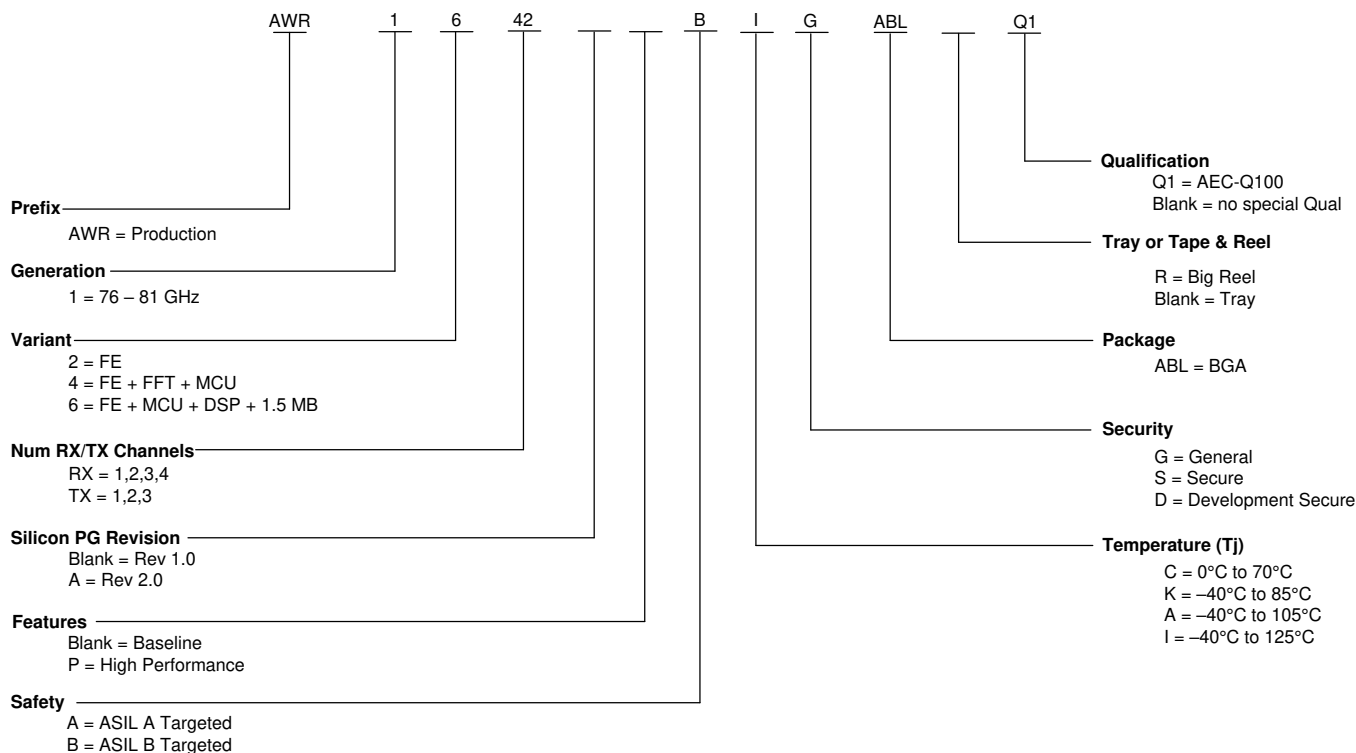 AWR 1 6 42 B I G ABL Q1
Prefix
AWR = Production
Generation
1 = 76 – 81 GHz
Variant
2 = FE
4 = FE + FFT + MCU
6 = FE + MCU + DSP + 1.5 MB
Num RX/TX Channels
RX = 1,2,3,4
TX = 1,2,3
Silicon PG Revision
Blank = Rev 1.0
A = Rev 2.0
Features
Blank = Baseline
P = High Performance
Safety
A = ASIL A Targeted
B = ASIL B Targeted
Qualification
Q1 = AEC-Q100
Blank = no special Qual
Tray or Tape & Reel
R = Big Reel
Blank = Tray
Package
ABL = BGA
Security
G = General
S = Secure
D = Development Secure
Temperature (Tj)
C = 0°C to 70°C
K = –40°C to 85°C
A = –40°C to 105°C
I = –40°C to 125°C